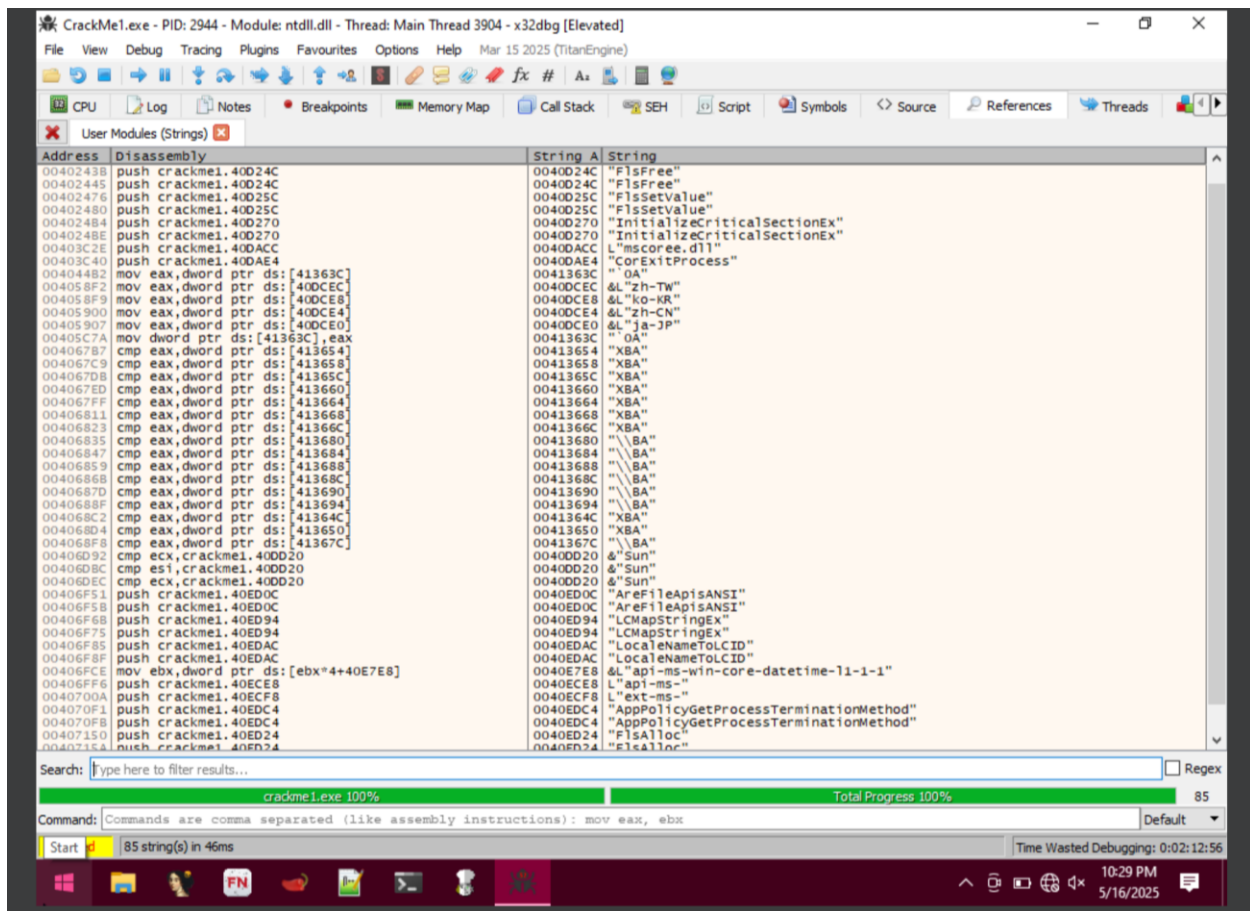 CrackMe1.exe - PID: 2944 - Module: ntdll.dll - Thread: Main Thread 3904 - x32dbg [Elevated]
File View Debug Tracing Plugins Favourites Options Help Mar 15 2025 (TitanEngine)
CPU Log Notes Breakpoints Memory Map Call Stack SEH Script Symbols Source References Threads
User Modules (Strings)
Address Disassembly String A String
0040243B push crackme1.40D24C 0040D24C "FlsFree"
00402445 push crackme1.40D24C 0040D24C "FlsFree"
00402476 push crackme1.40D25C 0040D25C "FlsSetValue"
00402480 push crackme1.40D25C 0040D25C "FlsSetValue"
004024B4 push crackme1.40D270 0040D270 "InitializeCriticalSectionEx"
004024BE push crackme1.40D270 0040D270 "InitializeCriticalSectionEx"
00403C2E push crackme1.40DACC 0040DACC L"mscoree.dll"
00403C40 push crackme1.40DAE4 0040DAE4 "CorExitProcess"
004044B2 mov eax,dword ptr ds:[41363C] 0041363C "`OA"
004058F2 mov eax,dword ptr ds:[40DCEC] 0040DCEC &L"zh-TW"
004058F9 mov eax,dword ptr ds:[40DCE8] 0040DCE8 &L"ko-KR"
00405900 mov eax,dword ptr ds:[40DCE4] 0040DCE4 &L"zh-CN"
00405907 mov eax,dword ptr ds:[40DCE0] 0040DCE0 &L"ja-JP"
00405C7A mov dword ptr ds:[41363C],eax 0041363C "`OA"
004067B7 cmp eax,dword ptr ds:[413654] 00413654 "XBA"
004067C9 cmp eax,dword ptr ds:[413658] 00413658 "XBA"
004067DB cmp eax,dword ptr ds:[41365C] 0041365C "XBA"
004067ED cmp eax,dword ptr ds:[413660] 00413660 "XBA"
004067FF cmp eax,dword ptr ds:[413664] 00413664 "XBA"
00406811 cmp eax,dword ptr ds:[413668] 00413668 "XBA"
00406823 cmp eax,dword ptr ds:[41366C] 0041366C "XBA"
00406835 cmp eax,dword ptr ds:[413680] 00413680 "\\BA"
00406847 cmp eax,dword ptr ds:[413684] 00413684 "\\BA"
00406859 cmp eax,dword ptr ds:[413688] 00413688 "\\BA"
0040686B cmp eax,dword ptr ds:[41368C] 0041368C "\\BA"
0040687D cmp eax,dword ptr ds:[413690] 00413690 "\\BA"
0040688F cmp eax,dword ptr ds:[413694] 00413694 "\\BA"
004068C2 cmp eax,dword ptr ds:[41364C] 0041364C "XBA"
004068D4 cmp eax,dword ptr ds:[413650] 00413650 "XBA"
004068F8 cmp eax,dword ptr ds:[41367C] 0041367C "\\BA"
00406D92 cmp ecx,crackme1.40DD20 0040DD20 &"Sun"
00406DBC cmp esi,crackme1.40DD20 0040DD20 &"Sun"
00406DEC cmp ecx,crackme1.40DD20 0040DD20 &"Sun"
00406F51 push crackme1.40ED0C 0040ED0C "AreFileApisANSI"
00406F5B push crackme1.40ED0C 0040ED0C "AreFileApisANSI"
00406F6B push crackme1.40ED94 0040ED94 "LCMapStringEx"
00406F75 push crackme1.40ED94 0040ED94 "LCMapStringEx"
00406F85 push crackme1.40EDAC 0040EDAC "LocaleNameToLCID"
00406F8F push crackme1.40EDAC 0040EDAC "LocaleNameToLCID"
00406FCE mov ebx,dword ptr ds:[ebx*4+40E7E8] 0040E7E8 &L"api-ms-win-core-datetime-l1-1-1"
00406FF6 push crackme1.40ECE8 0040ECE8 L"api-ms-"
0040700A push crackme1.40ECF8 0040ECF8 L"ext-ms-"
004070F1 push crackme1.40EDC4 0040EDC4 "AppPolicyGetProcessTerminationMethod"
004070FB push crackme1.40EDC4 0040EDC4 "AppPolicyGetProcessTerminationMethod"
00407150 push crackme1.40ED24 0040ED24 "FlsAlloc"
0040715A push crackme1.40ED24 0040ED24 "FlsAlloc"
Search: Type here to filter results... Regex
crackme1.exe 100% Total Progress 100% 85
Command: Commands are comma separated (like assembly instructions): mov eax, ebx Default
Start 85 string(s) in 46ms Time Wasted Debugging: 0:02:12:56
FN 10:29 PM
5/16/2025